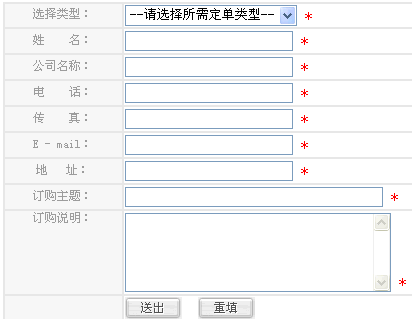 选择类型： --请选择所需定单类型-- *
姓　名： *
公司名称： *
电　话： *
传　真： *
E - mail： *
地　址： *
订购主题： *
订购说明： *
送出 重填